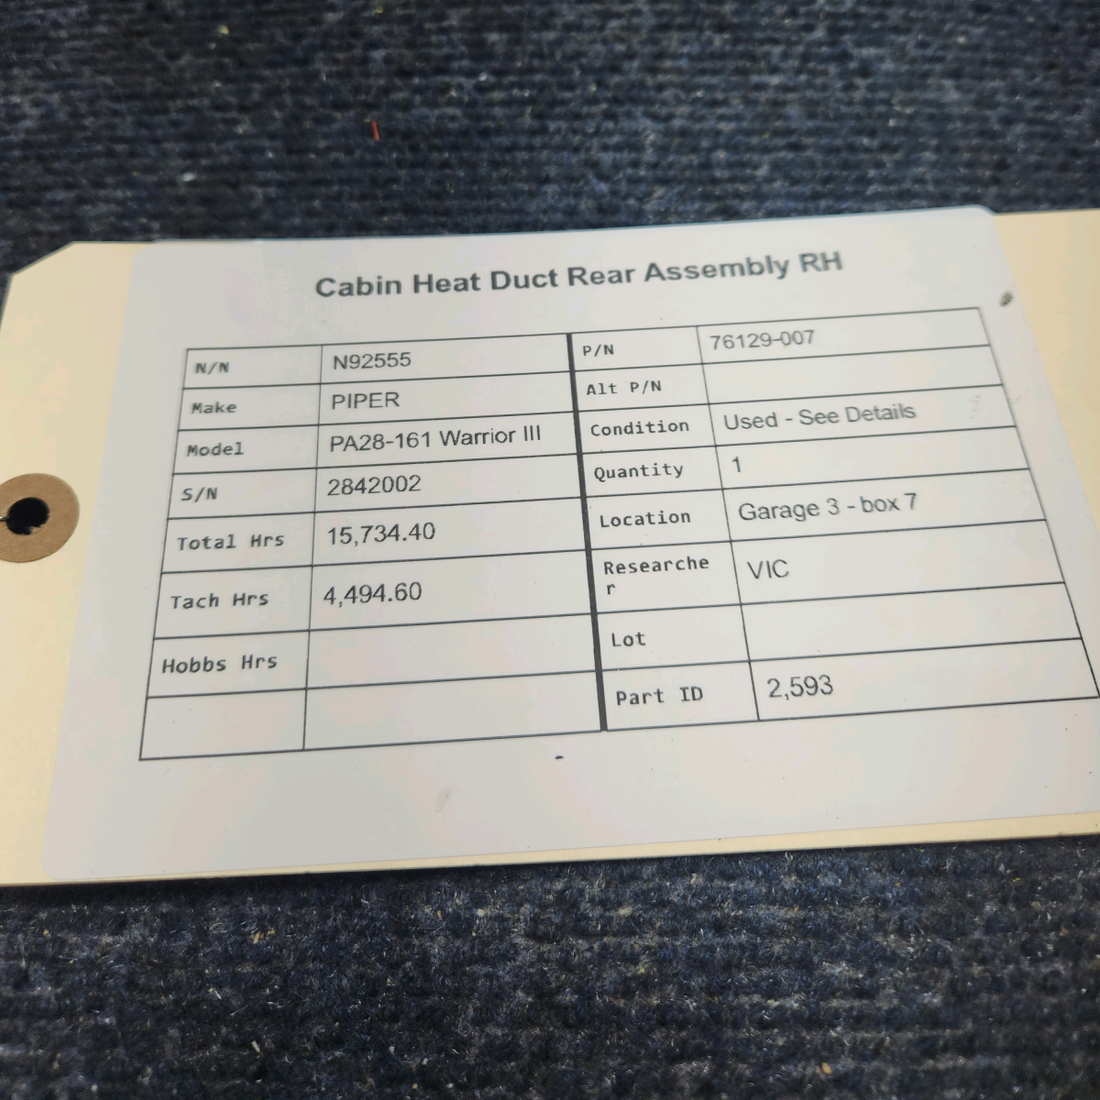 Cabin Heat Duct Rear Assembly RH
N/N N92555 P/N 76129-007
Make PIPER Alt P/N
Model PA28-161 Warrior III Condition Used - See Details
S/N 2842002 Quantity 1
Total Hrs 15,734.40 Location Garage 3 - box 7
Tach Hrs 4,494.60 Researche
r VIC
Hobbs Hrs Lot
Part ID 2,593